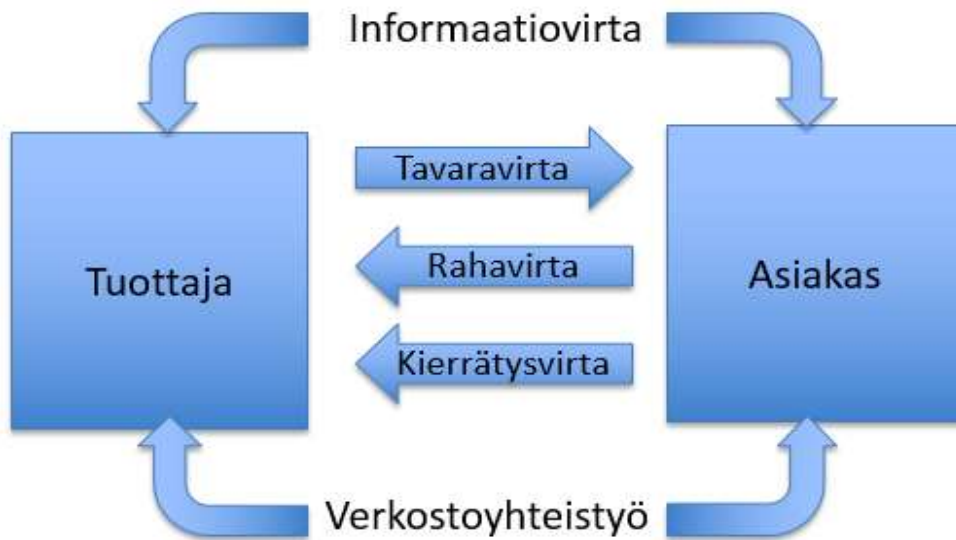 Informaatiovirta
Tavaravirta
Tuottaja
Rahavirta
Asiakas
Kierrätysvirta
Verkostoyhteistyö